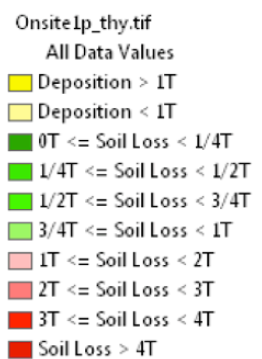 Onsite1p_thy.tif
All Data Values
Deposition > 1T
Deposition < 1T
0T <= Soil Loss < 1/4T
1/4T <= Soil Loss < 1/2T
1/2T <= Soil Loss < 3/4T
3/4T <= Soil Loss < 1T
1T <= Soil Loss < 2T
2T <= Soil Loss < 3T
3T <= Soil Loss < 4T
Soil Loss > 4T